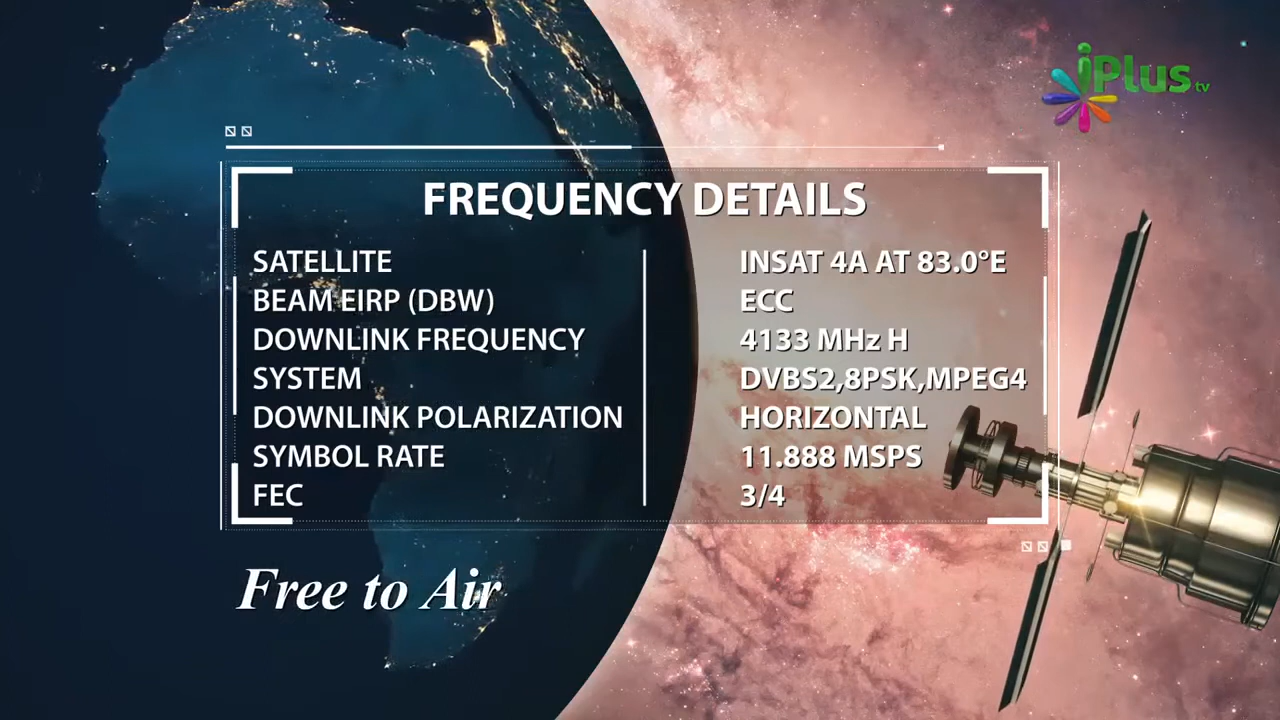 iPlus tv
FREQUENCY DETAILS
SATELLITE INSAT 4A AT 83.0°E
BEAM EIRP (DBW) ECC
DOWNLINK FREQUENCY 4133 MHz H
SYSTEM DVBS2,8PSK,MPEG4
DOWNLINK POLARIZATION HORIZONTAL
SYMBOL RATE 11.888 MSPS
FEC 3/4
Free to Air